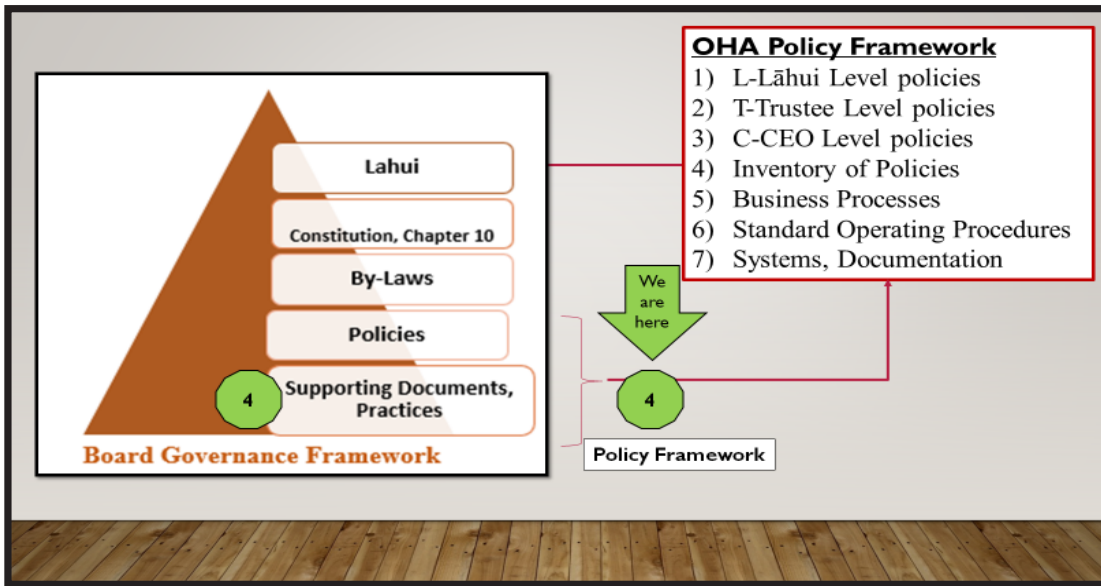 OHA Policy Framework
1) L-Lāhui Level policies
2) T-Trustee Level policies
3) C-CEO Level policies
4) Inventory of Policies
5) Business Processes
6) Standard Operating Procedures
7) Systems, Documentation
Lahui
Constitution, Chapter 10
By-Laws
Policies
4
Supporting Documents,
Practices
Board Governance Framework
We
are
here
4
Policy Framework